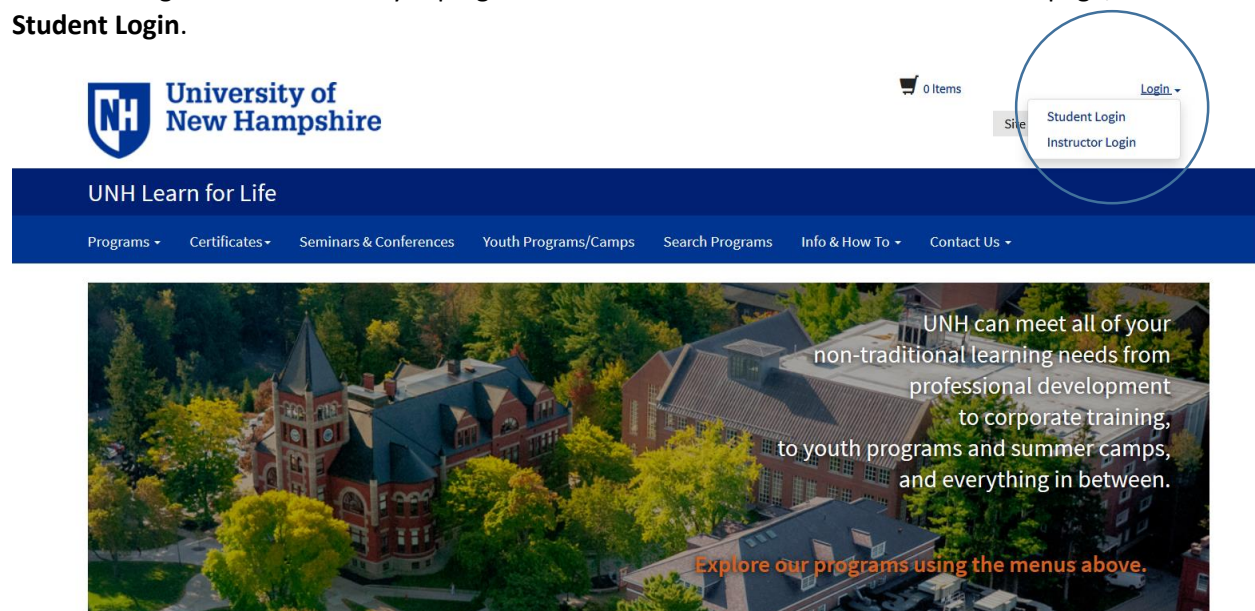 Student Login.
University of
New Hampshire
NH
0 Items
Login
Student Login
Instructor Login
UNH Learn for Life
Programs
Certificates
Seminars & Conferences
Youth Programs/Camps
Search Programs
Info & How To
Contact Us
UNH can meet all of your
non-traditional learning needs from
professional development
to corporate training,
to youth programs and summer camps,
and everything in between.
Explore our programs using the menus above.